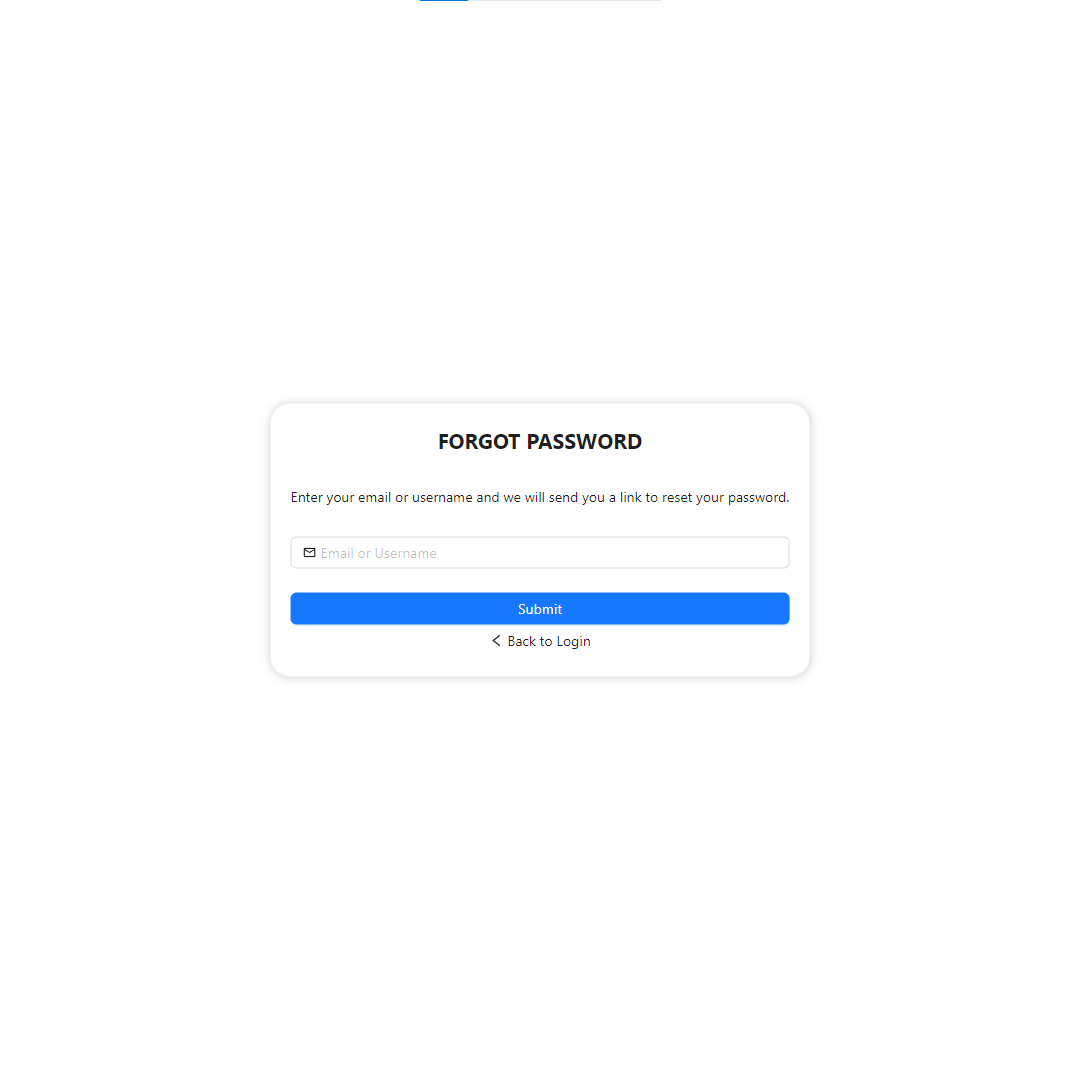 FORGOT PASSWORD
Enter your email or username and we will send you a link to reset your password.
Email or Username
Submit
Back to Login